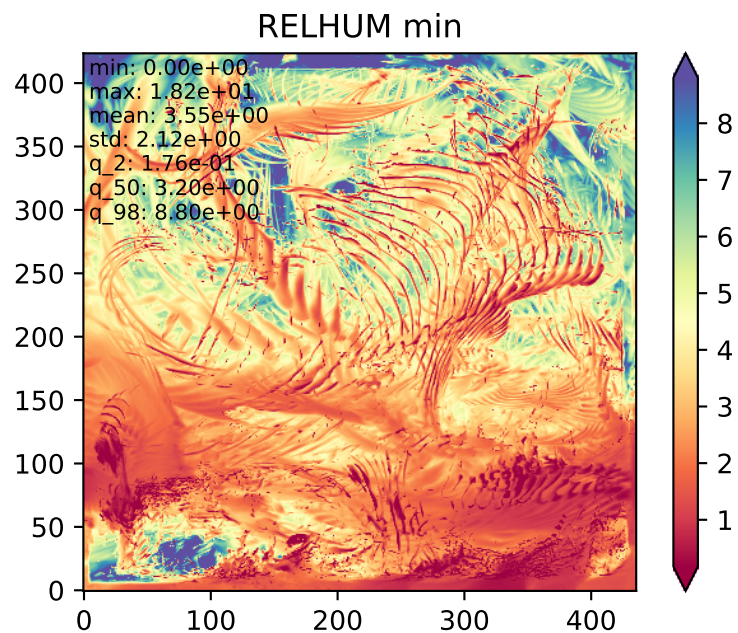 RELHUM min
min: 0.00e+00
max: 1.82e+01
mean: 3.55e+00
std: 2.12e+00
q_2: 1.76e-01
q_50: 3.20e+00
q_98: 8.80e+00
400
350
300
250
200
150
100
50
0
0 100 200 300 400
8
7
6
5
4
3
2
1